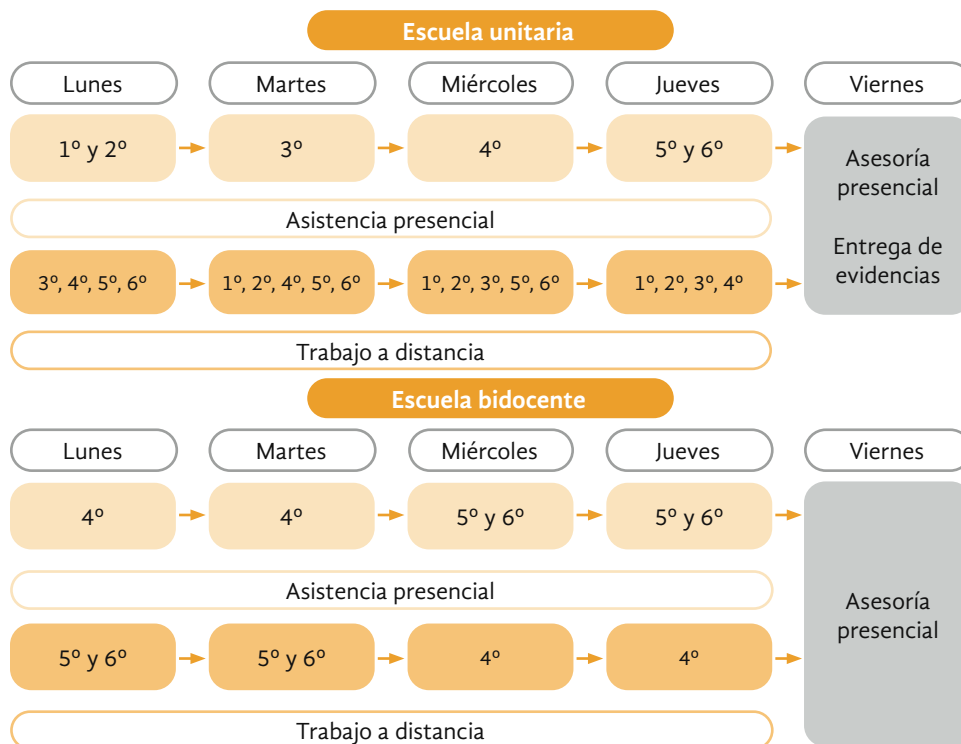 Escuela unitaria
Lunes
Martes
Miércoles
Jueves
Viernes
1º y 2º
3º
4º
5º y 6º
Asesoría
presencial
Entrega de
evidencias
Asistencia presencial
3º, 4º, 5º, 6º
1º, 2º, 4º, 5º, 6º
1º, 2º, 3º, 5º, 6º
1º, 2º, 3º, 4º
Trabajo a distancia
Escuela bidocente
Lunes
Martes
Miércoles
Jueves
Viernes
4º
4º
5º y 6º
5º y 6º
Asesoría
presencial
Asistencia presencial
5º y 6º
5º y 6º
4º
4º
Trabajo a distancia